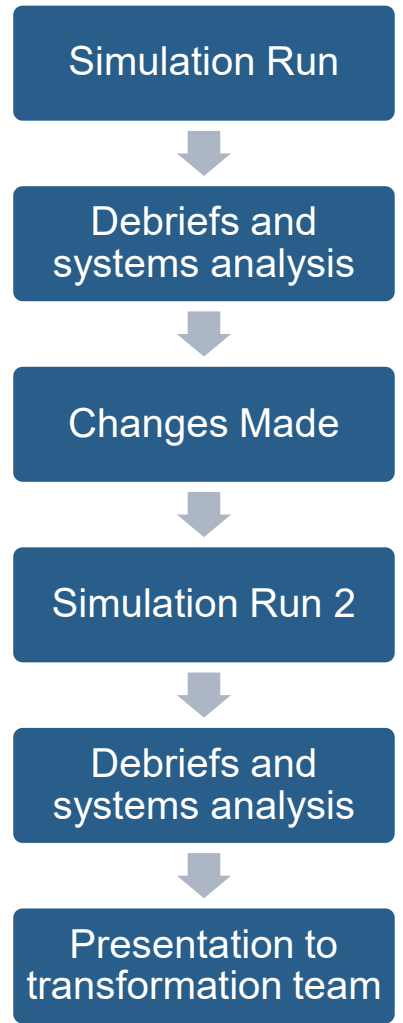 Simulation Run
Debriefs and
systems analysis
Changes Made
Simulation Run 2
Debriefs and
systems analysis
Presentation to
transformation team